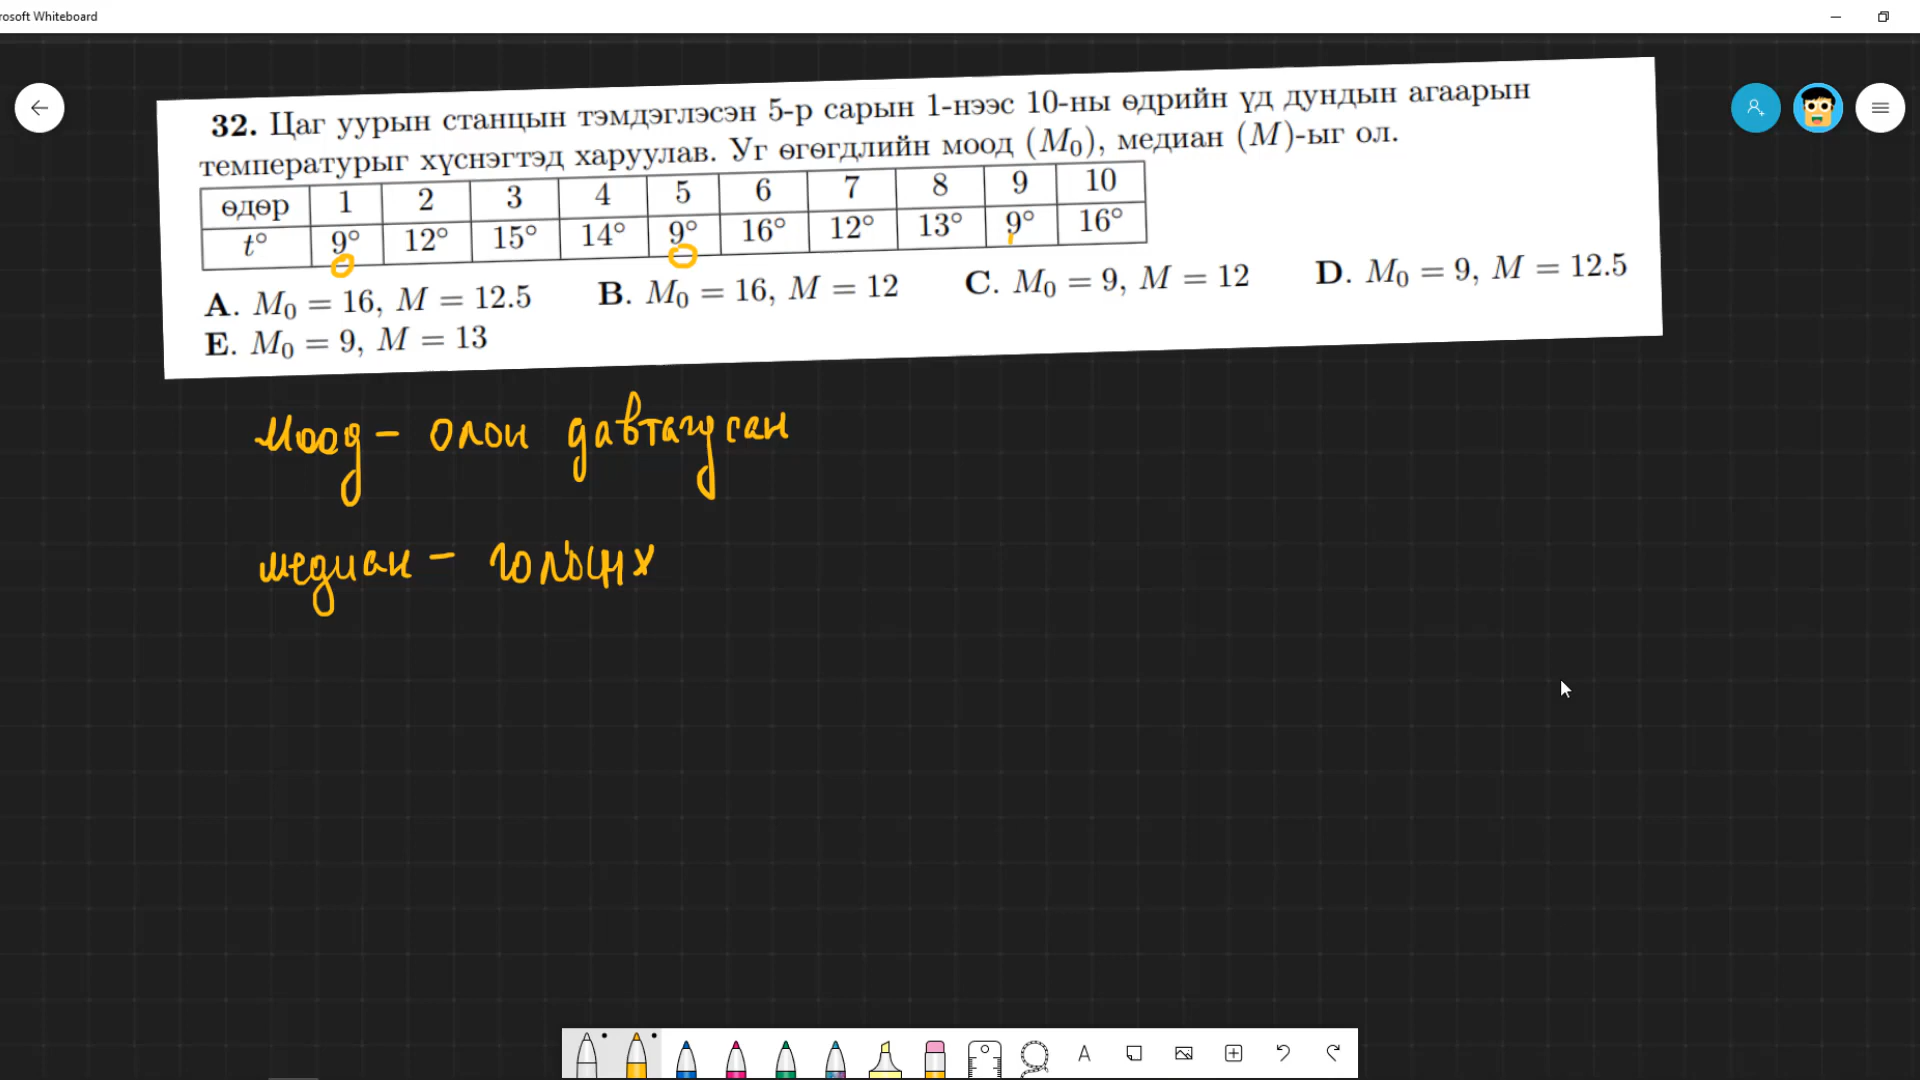 rosoft Whiteboard
32. Цаг уурын станцын тэмдэглэсэн 5-р сарын 1-нээс 10-ны өдрийн үд дундын агаарын
температурыг хүснэгтэд харуулав. Уг өгөгдлийн моод (M₀), медиан (M)-ыг ол.
өдөр 1 2 3 4 5 6 7 8 9 10
t° 9° 12° 15° 14° 9° 16° 12° 13° 9° 16°
A. M₀ = 16, M = 12.5 B. M₀ = 16, M = 12 C. M₀ = 9, M = 12 D. M₀ = 9, M = 12.5
E. M₀ = 9, M = 13
Моод - олон давтагдсан
медиан -
A